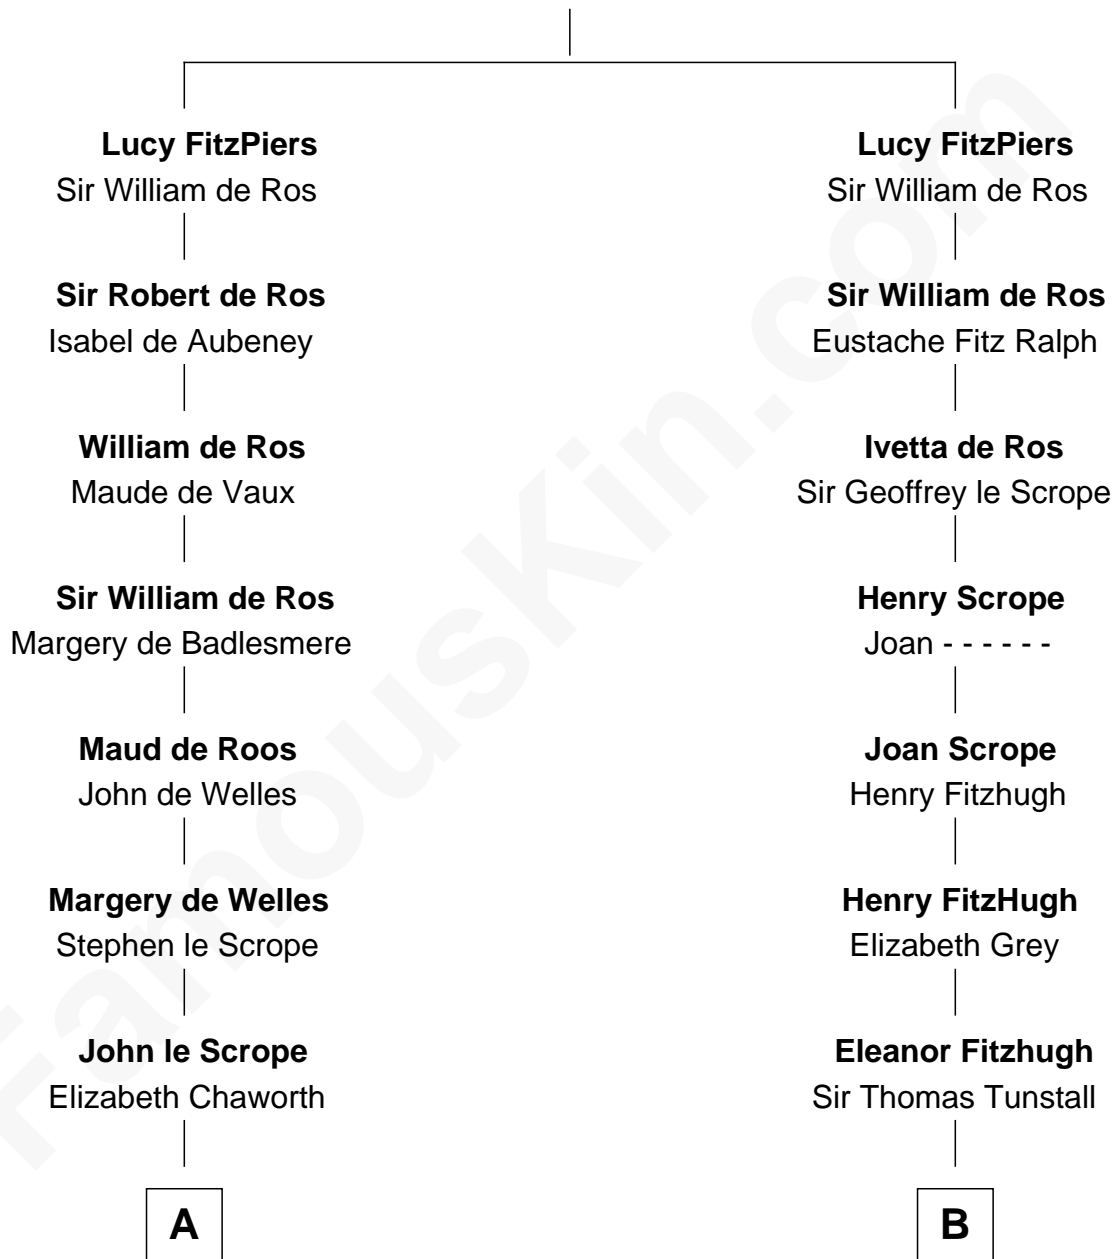 Lucy FitzPiers
Sir William de Ros
Sir Robert de Ros
Isabel de Aubeney
William de Ros
Maude de Vaux
Sir William de Ros
Margery de Badlesmere
Maud de Roos
John de Welles
Margery de Welles
Stephen le Scrope
John le Scrope
Elizabeth Chaworth
A
Lucy FitzPiers
Sir William de Ros
Sir William de Ros
Eustache Fitz Ralph
Ivetta de Ros
Sir Geoffrey le Scrope
Henry Scrope
Joan - - - - - -
Joan Scrope
Henry Fitzhugh
Henry FitzHugh
Elizabeth Grey
Eleanor Fitzhugh
Sir Thomas Tunstall
B
FamousKin.com